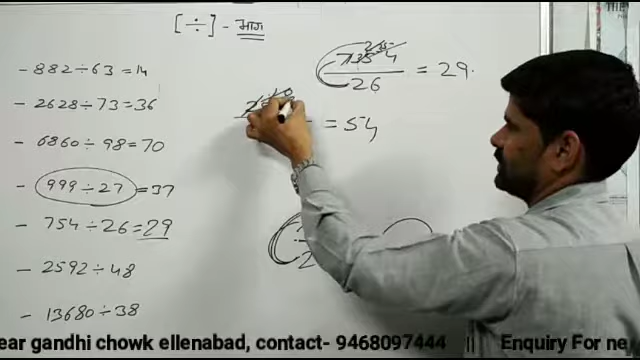 [÷] - भाग
- 882÷63=14
- 2628÷73=36
- 6860÷98=70
- 999÷27=37
- 754÷26=29
- 2592÷48
- 13680÷38
26 = 29.
= 54
ear gandhi chowk ellenabad, contact- 9468097444 || Enquiry For ne